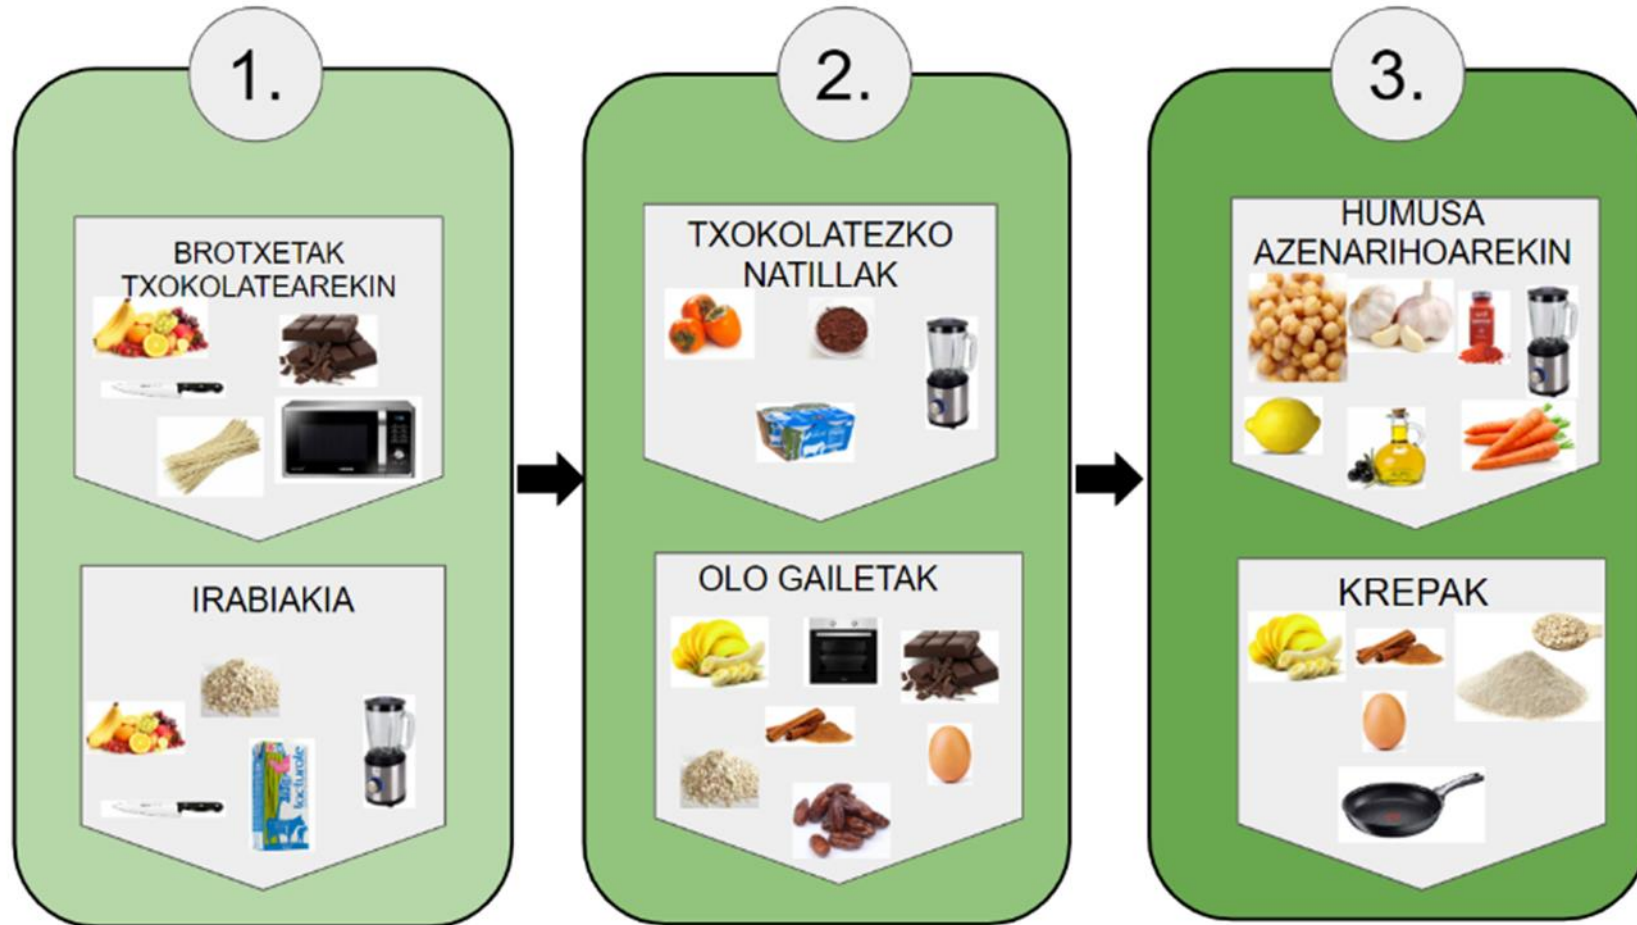 1.
BROTXETAK
TXOKOLATEAREKIN
IRABIAKIA
2.
TXOKOLATEZKO
NATILLAK
OLO GAILETAK
3.
HUMUSA
AZENARIHOAREKIN
KREPAK